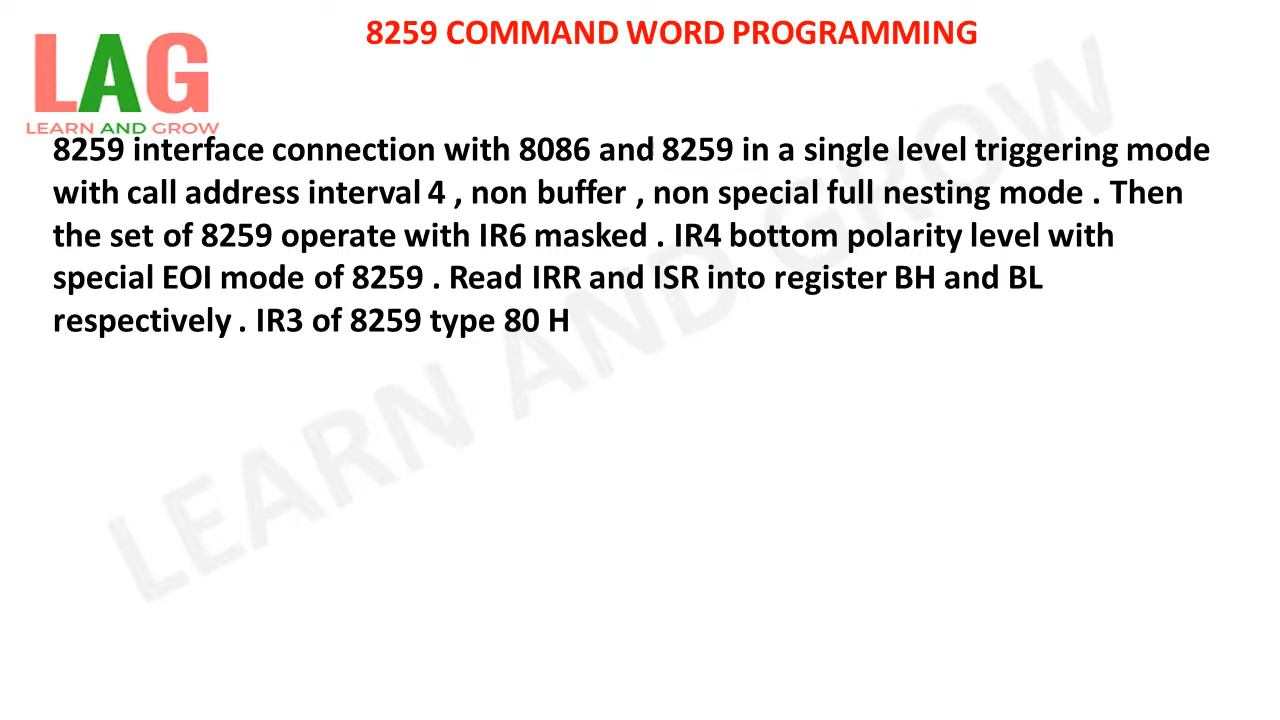 8259 COMMAND WORD PROGRAMMING
LAG
LEARN AND GROW
8259 interface connection with 8086 and 8259 in a single level triggering mode
with call address interval 4 , non buffer , non special full nesting mode . Then
the set of 8259 operate with IR6 masked . IR4 bottom polarity level with
special EOI mode of 8259 . Read IRR and ISR into register BH and BL
respectively . IR3 of 8259 type 80 H
LEARN AND GROW